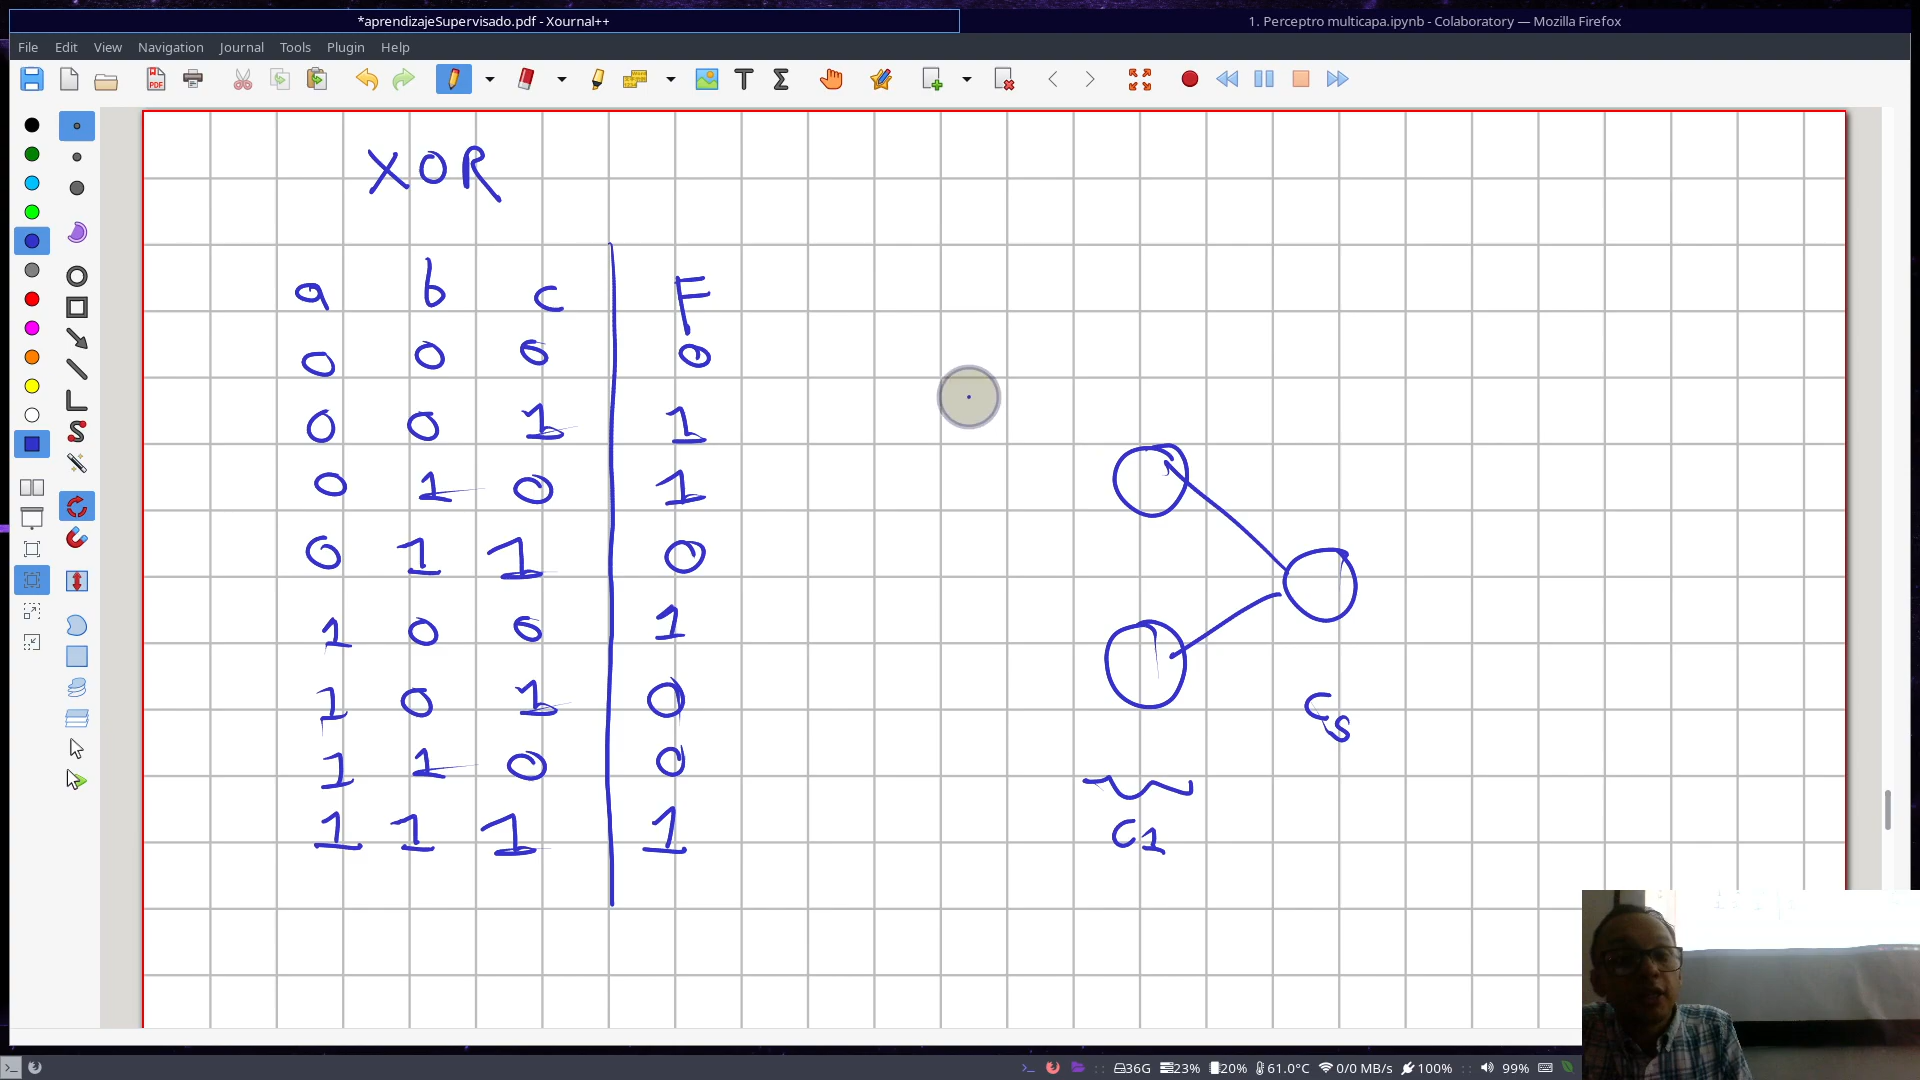 *aprendizajeSupervisado.pdf - Xournal++
1. Perceptro multicapa.ipynb - Colaboratory — Mozilla Firefox
File Edit View Navigation Journal Tools Plugin Help
XOR
a b c F
0 0 0 0
0 0 1 1
0 1 0 1
0 1 1 0
1 0 0 1
1 0 1 0
1 1 0 0
1 1 1 1
Cs
C1
36G 23% 20% 61.0°C 0/0 MB/s 100% 99%